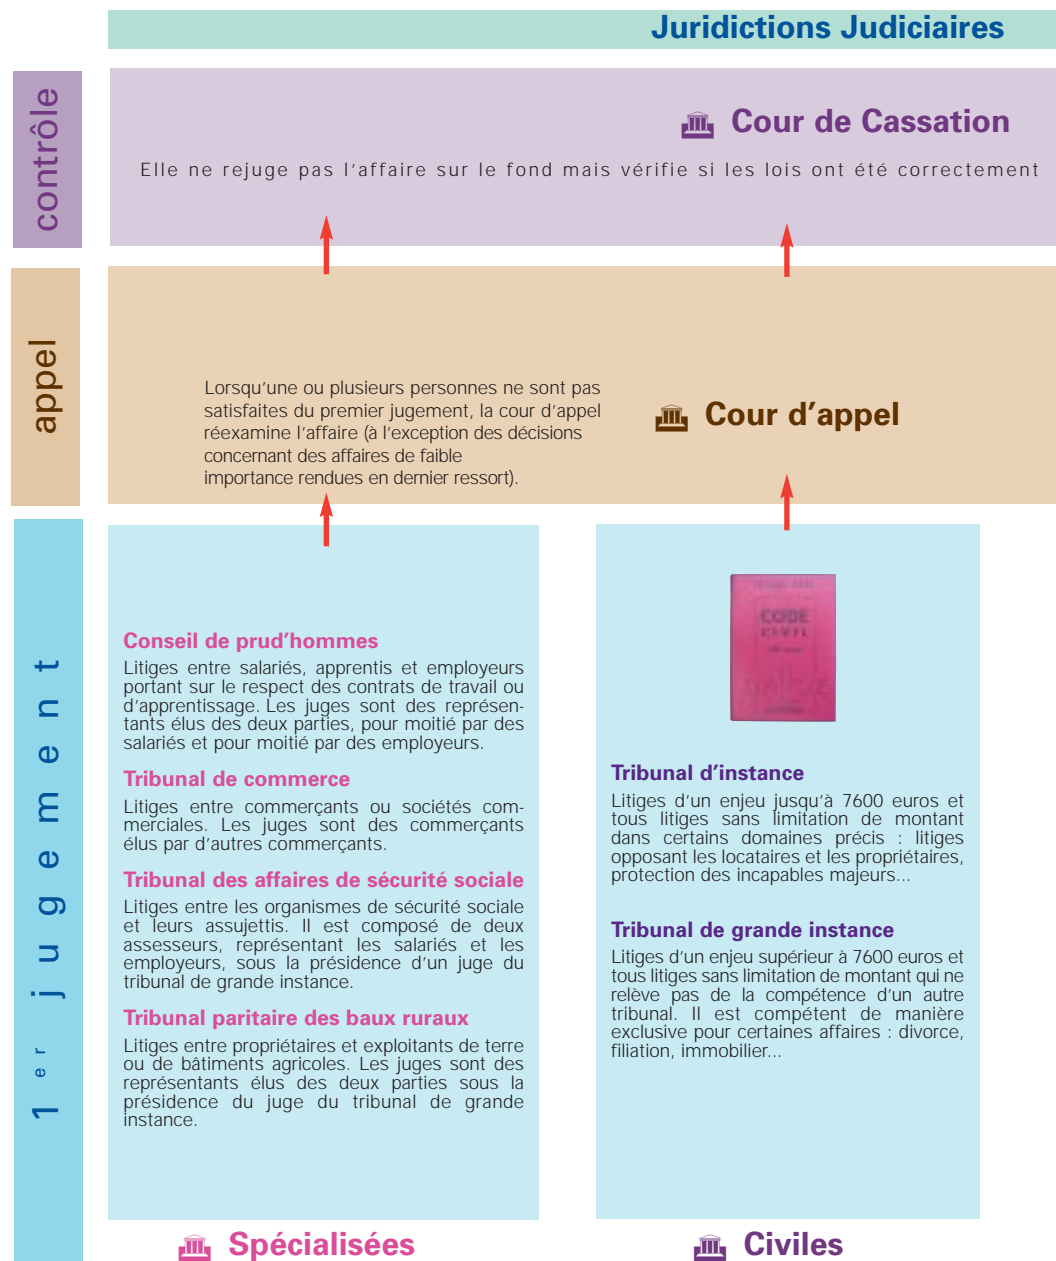 Juridictions Judiciaires
contrôle
Cour de Cassation
Elle ne rejuge pas l'affaire sur le fond mais vérifie si les lois ont été correctement
appel
Lorsqu'une ou plusieurs personnes ne sont pas
satisfaites du premier jugement, la cour d'appel
réexamine l'affaire (à l'exception des décisions
concernant des affaires de faible
importance rendues en dernier ressort).
Cour d'appel
1er jugement
Conseil de prud'hommes
Litiges entre salariés, apprentis et employeurs
portant sur le respect des contrats de travail ou
d'apprentissage. Les juges sont des représen-
tants élus des deux parties, pour moitié par des
salariés et pour moitié par des employeurs.
Tribunal de commerce
Litiges entre commerçants ou sociétés com-
merciales. Les juges sont des commerçants
élus par d'autres commerçants.
Tribunal des affaires de sécurité sociale
Litiges entre les organismes de sécurité sociale
et leurs assujettis. Il est composé de deux
assesseurs, représentant les salariés et les
employeurs, sous la présidence d'un juge du
tribunal de grande instance.
Tribunal paritaire des baux ruraux
Litiges entre propriétaires et exploitants de terre
ou de bâtiments agricoles. Les juges sont des
représentants élus des deux parties sous la
présidence du juge du tribunal de grande
instance.
Spécialisées
CODE
CIVIL
Tribunal d'instance
Litiges d'un enjeu jusqu'à 7600 euros et
tous litiges sans limitation de montant
dans certains domaines précis : litiges
opposant les locataires et les propriétaires,
protection des incapables majeurs...
Tribunal de grande instance
Litiges d'un enjeu supérieur à 7600 euros et
tous litiges sans limitation de montant qui ne
relève pas de la compétence d'un autre
tribunal. Il est compétent de manière
exclusive pour certaines affaires : divorce,
filiation, immobilier...
Civiles